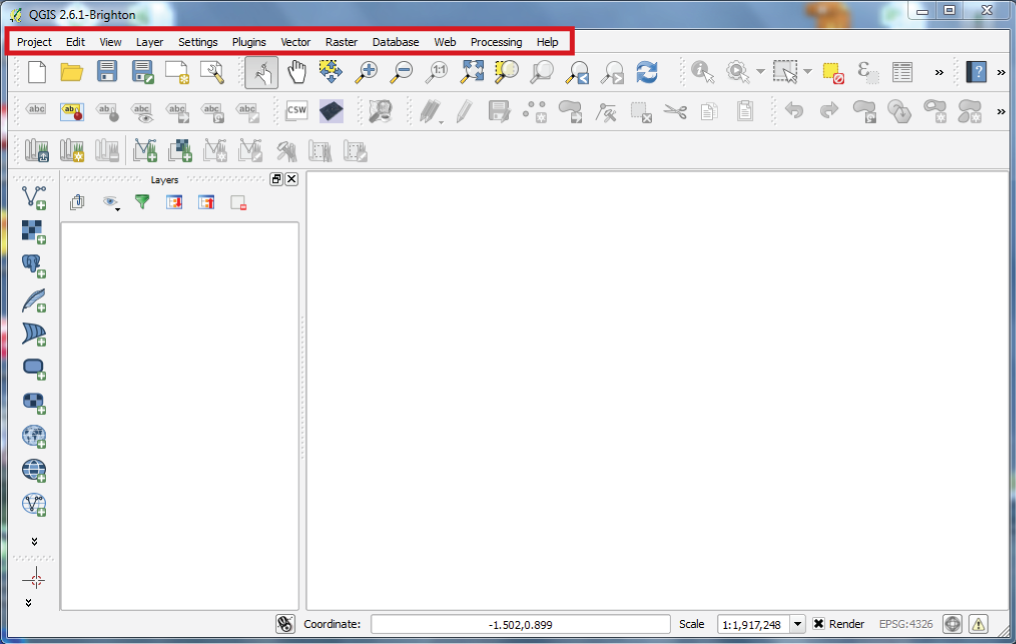 QGIS 2.6.1-Brighton
Project Edit View Layer Settings Plugins Vector Raster Database Web Processing Help
1:1 ε » ? »
abc ab abc abc abc abc abc CSW »
Layers
Coordinate: -1.502,0.899 Scale 1:1,917,248 Render EPSG:4326